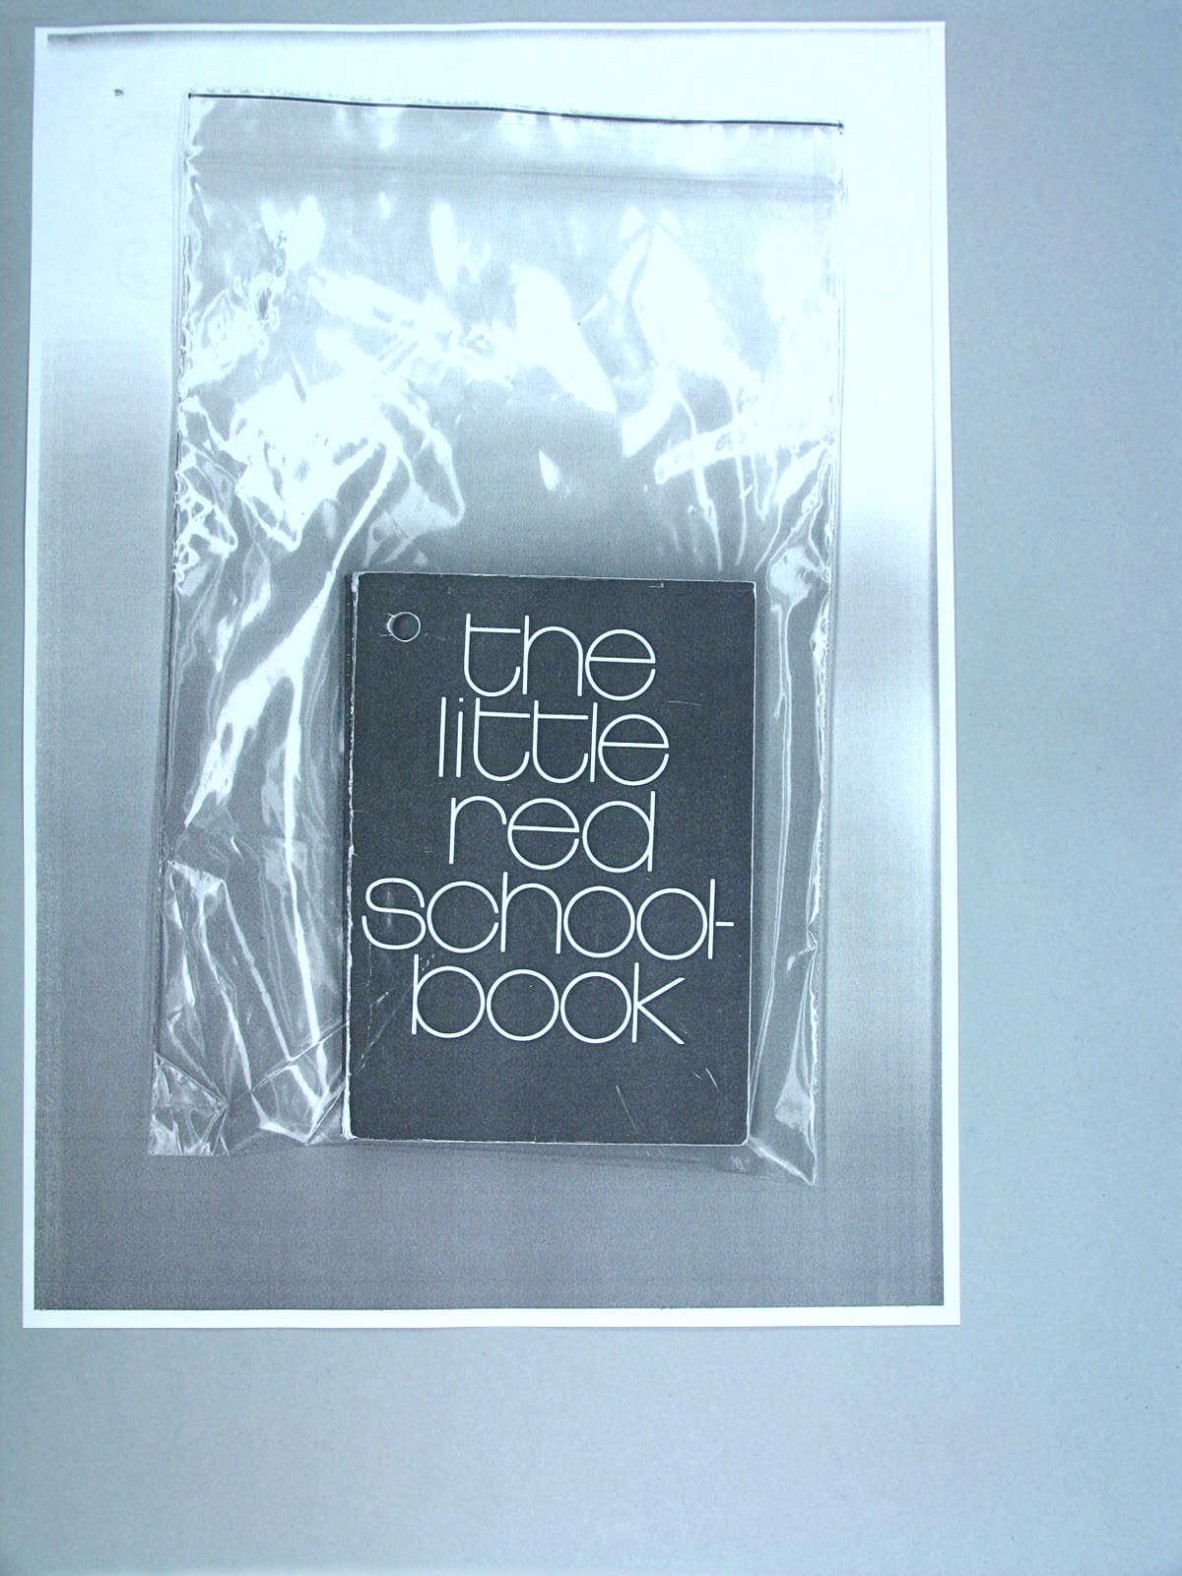 the
little
red
school-
book